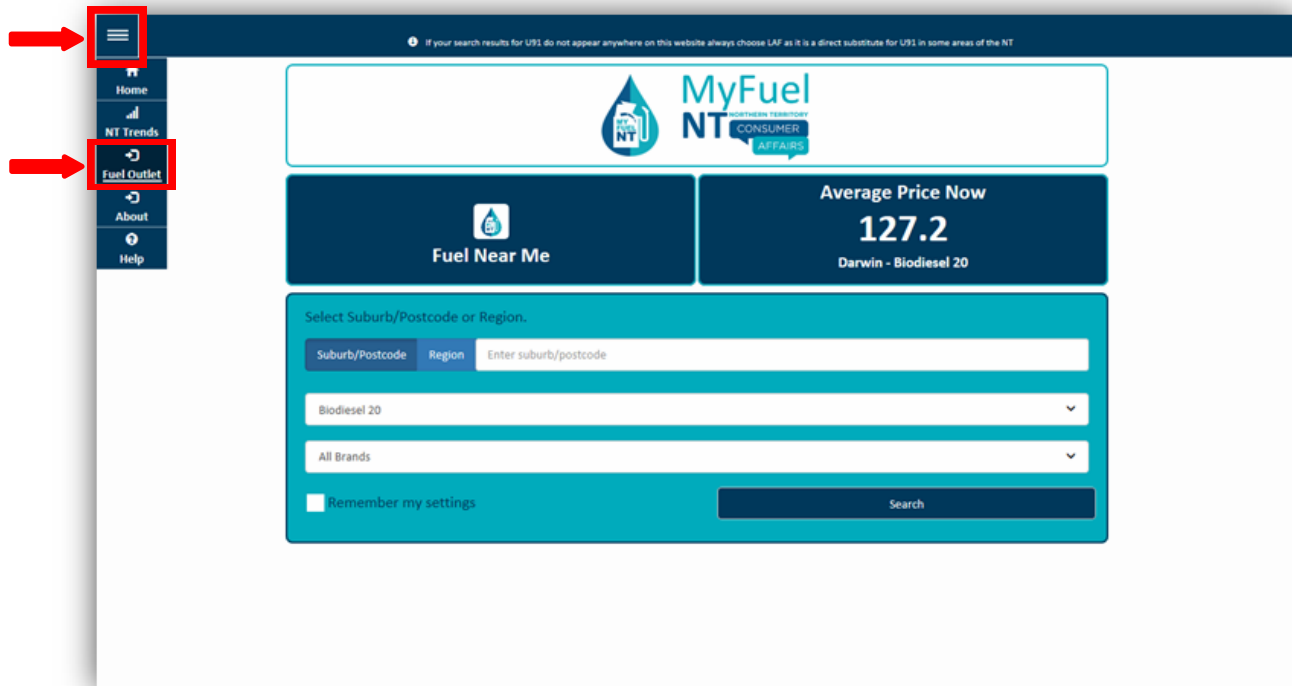 If your search results for U91 do not appear anywhere on this website always choose LAF as it is a direct substitute for U91 in some areas of the NT
Home
NT Trends
Fuel Outlet
About
Help
MY
FUEL
NT
MyFuel
NT
NORTHERN TERRITORY
CONSUMER
AFFAIRS
Fuel Near Me
Average Price Now
127.2
Darwin - Biodiesel 20
Select Suburb/Postcode or Region.
Suburb/Postcode Region Enter suburb/postcode
Biodiesel 20
All Brands
Remember my settings
Search